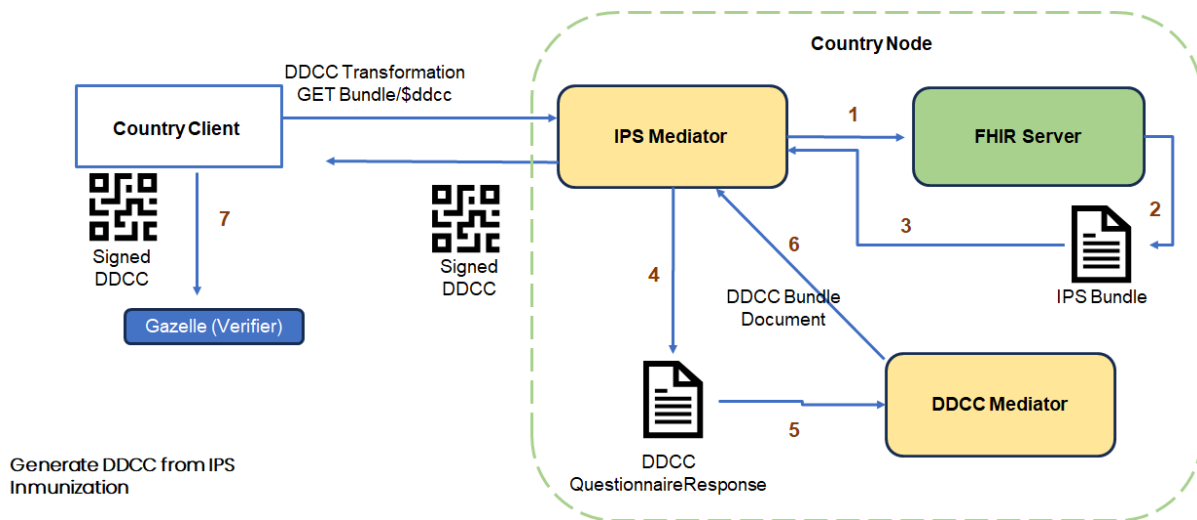 Country Node
DDCC Transformation
GET Bundle/$ddcc
Country Client
IPS Mediator
1
FHIR Server
Signed
DDCC
7
Signed
DDCC
2
3
IPS Bundle
4
6
DDCC Bundle
Document
Gazelle (Verifier)
DDCC Mediator
5
DDCC
QuestionnaireResponse
Generate DDCC from IPS
Inmunization